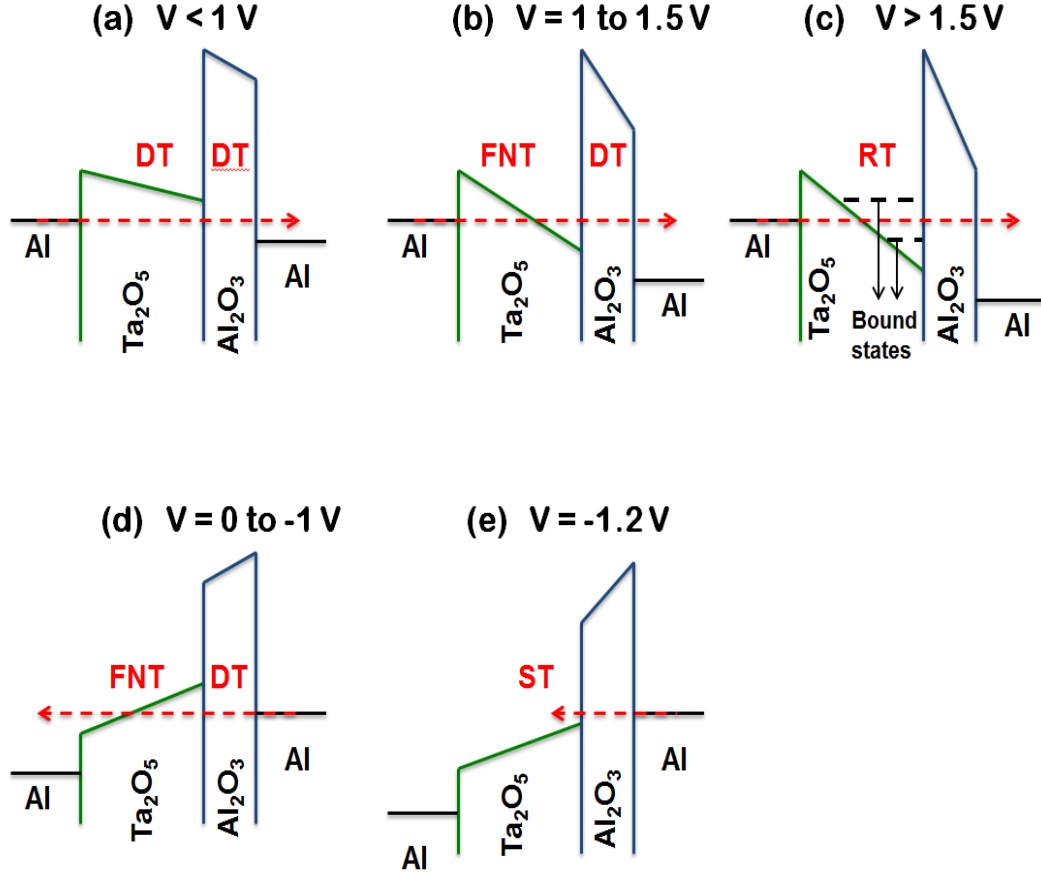 (a) V < 1 V
DT
DT
Al
Al
Ta₂O₅
Al₂O₃
(b) V = 1 to 1.5 V
FNT
DT
Al
Al
Ta₂O₅
Al₂O₃
(c) V > 1.5 V
RT
Al
Al
Ta₂O₅
Bound
states
Al₂O₃
(d) V = 0 to -1 V
FNT
DT
Al
Al
Ta₂O₅
Al₂O₃
(e) V = -1.2 V
ST
Al
Al
Ta₂O₅
Al₂O₃